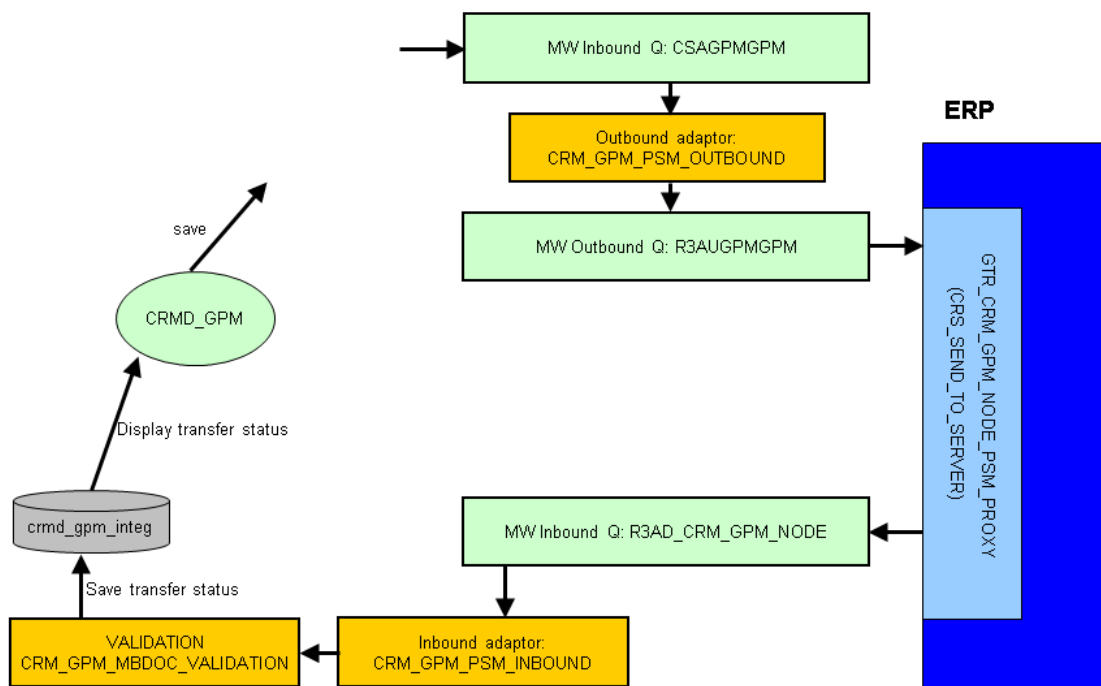 MW Inbound Q: CSAGPMGPM
ERP
Outbound adaptor:
CRM_GPM_PSM_OUTBOUND
save
MW Outbound Q: R3AUGPMGPM
GTR_CRM_GPM_NODE_PSM_PROXY
(CRS_SEND_TO_SERVER)
CRMD_GPM
Display transfer status
crmd_gpm_integ
MW Inbound Q: R3AD_CRM_GPM_NODE
Save transfer status
VALIDATION
CRM_GPM_MBDOC_VALIDATION
Inbound adaptor:
CRM_GPM_PSM_INBOUND